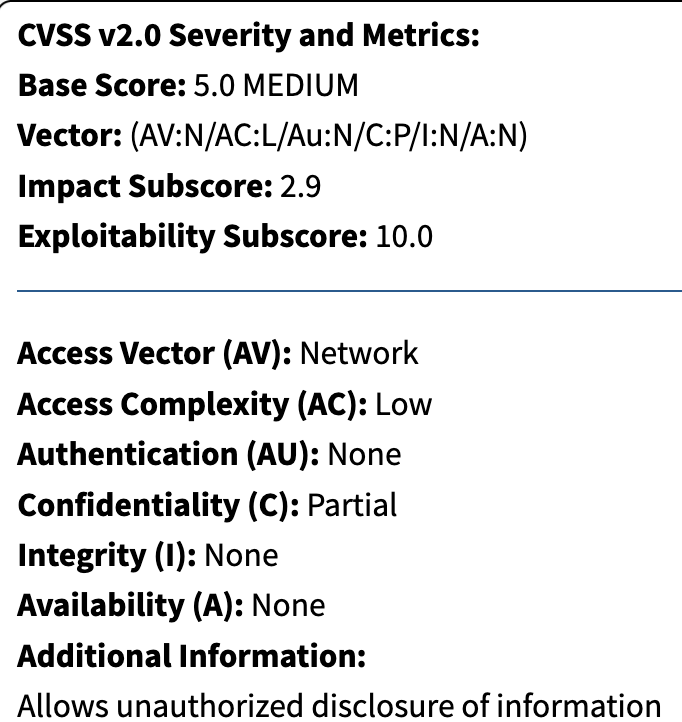 CVSS v2.0 Severity and Metrics:
Base Score: 5.0 MEDIUM
Vector: (AV:N/AC:L/Au:N/C:P/I:N/A:N)
Impact Subscore: 2.9
Exploitability Subscore: 10.0
Access Vector (AV): Network
Access Complexity (AC): Low
Authentication (AU): None
Confidentiality (C): Partial
Integrity (I): None
Availability (A): None
Additional Information:
Allows unauthorized disclosure of information